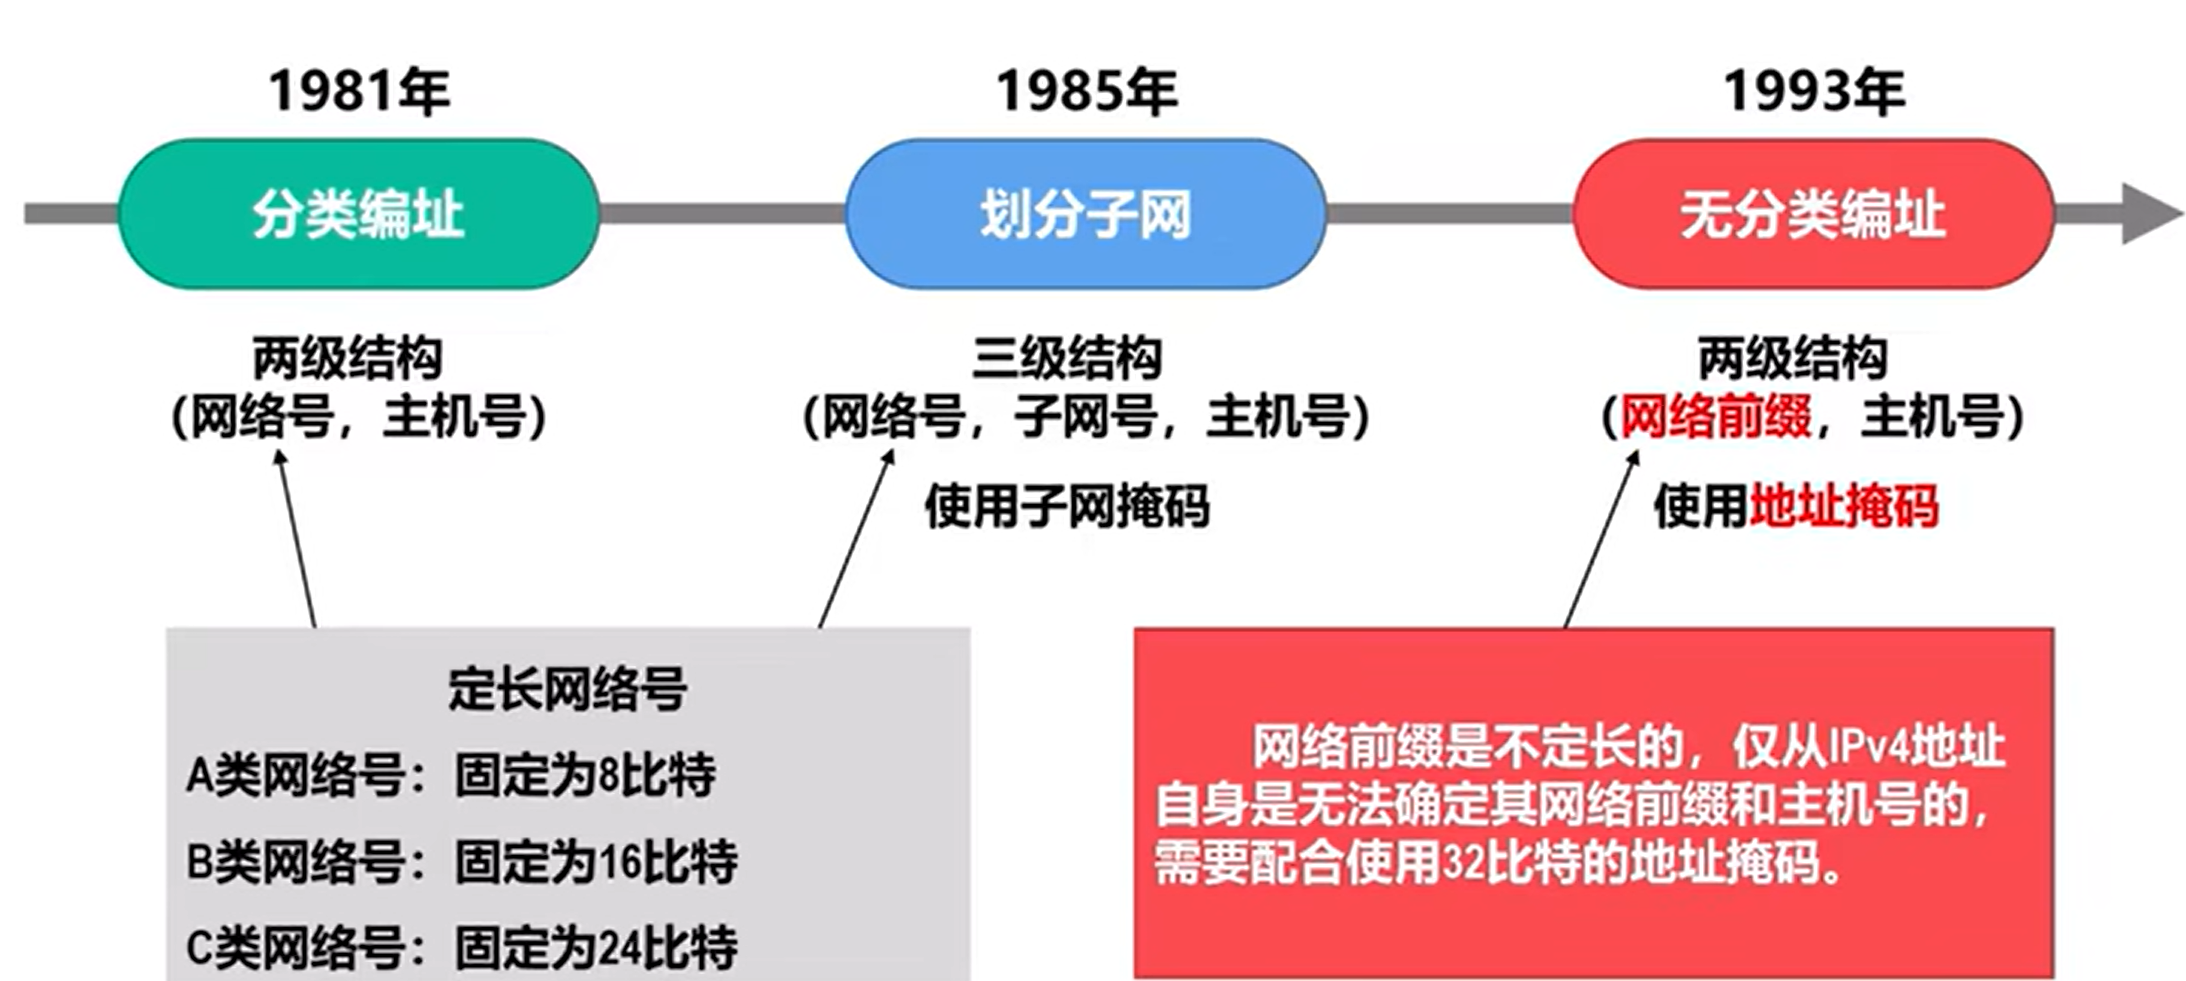 1981年
1985年
1993年
分类编址
划分子网
无分类编址
两级结构
（网络号，主机号）
三级结构
（网络号，子网号，主机号）
使用子网掩码
两级结构
（网络前缀，主机号）
使用地址掩码
定长网络号
A类网络号：固定为8比特
B类网络号：固定为16比特
C类网络号：固定为24比特
网络前缀是不定长的，仅从IPv4地址
自身是无法确定其网络前缀和主机号的，
需要配合使用32比特的地址掩码。